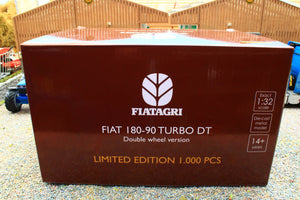 FIATAGRI
FIAT 180-90 TURBO DT
Double wheel version
LIMITED EDITION 1.000 PCS
Exact
1:32
scale
Die-cast
metal
model
14+
years